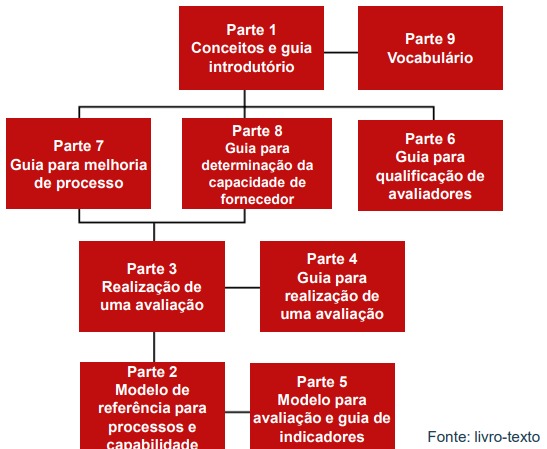 Parte 1
Conceitos e guia
introdutório
Parte 9
Vocabulário
Parte 7
Guia para melhoria
de processo
Parte 8
Guia para
determinação da
capacidade de
fornecedor
Parte 6
Guia para
qualificação de
avaliadores
Parte 3
Realização de
uma avaliação
Parte 4
Guia para
realização de
uma avaliação
Parte 2
Modelo de
referência para
processos e
capabilidade
Parte 5
Modelo para
avaliação e guia de
indicadores
Fonte: livro-texto